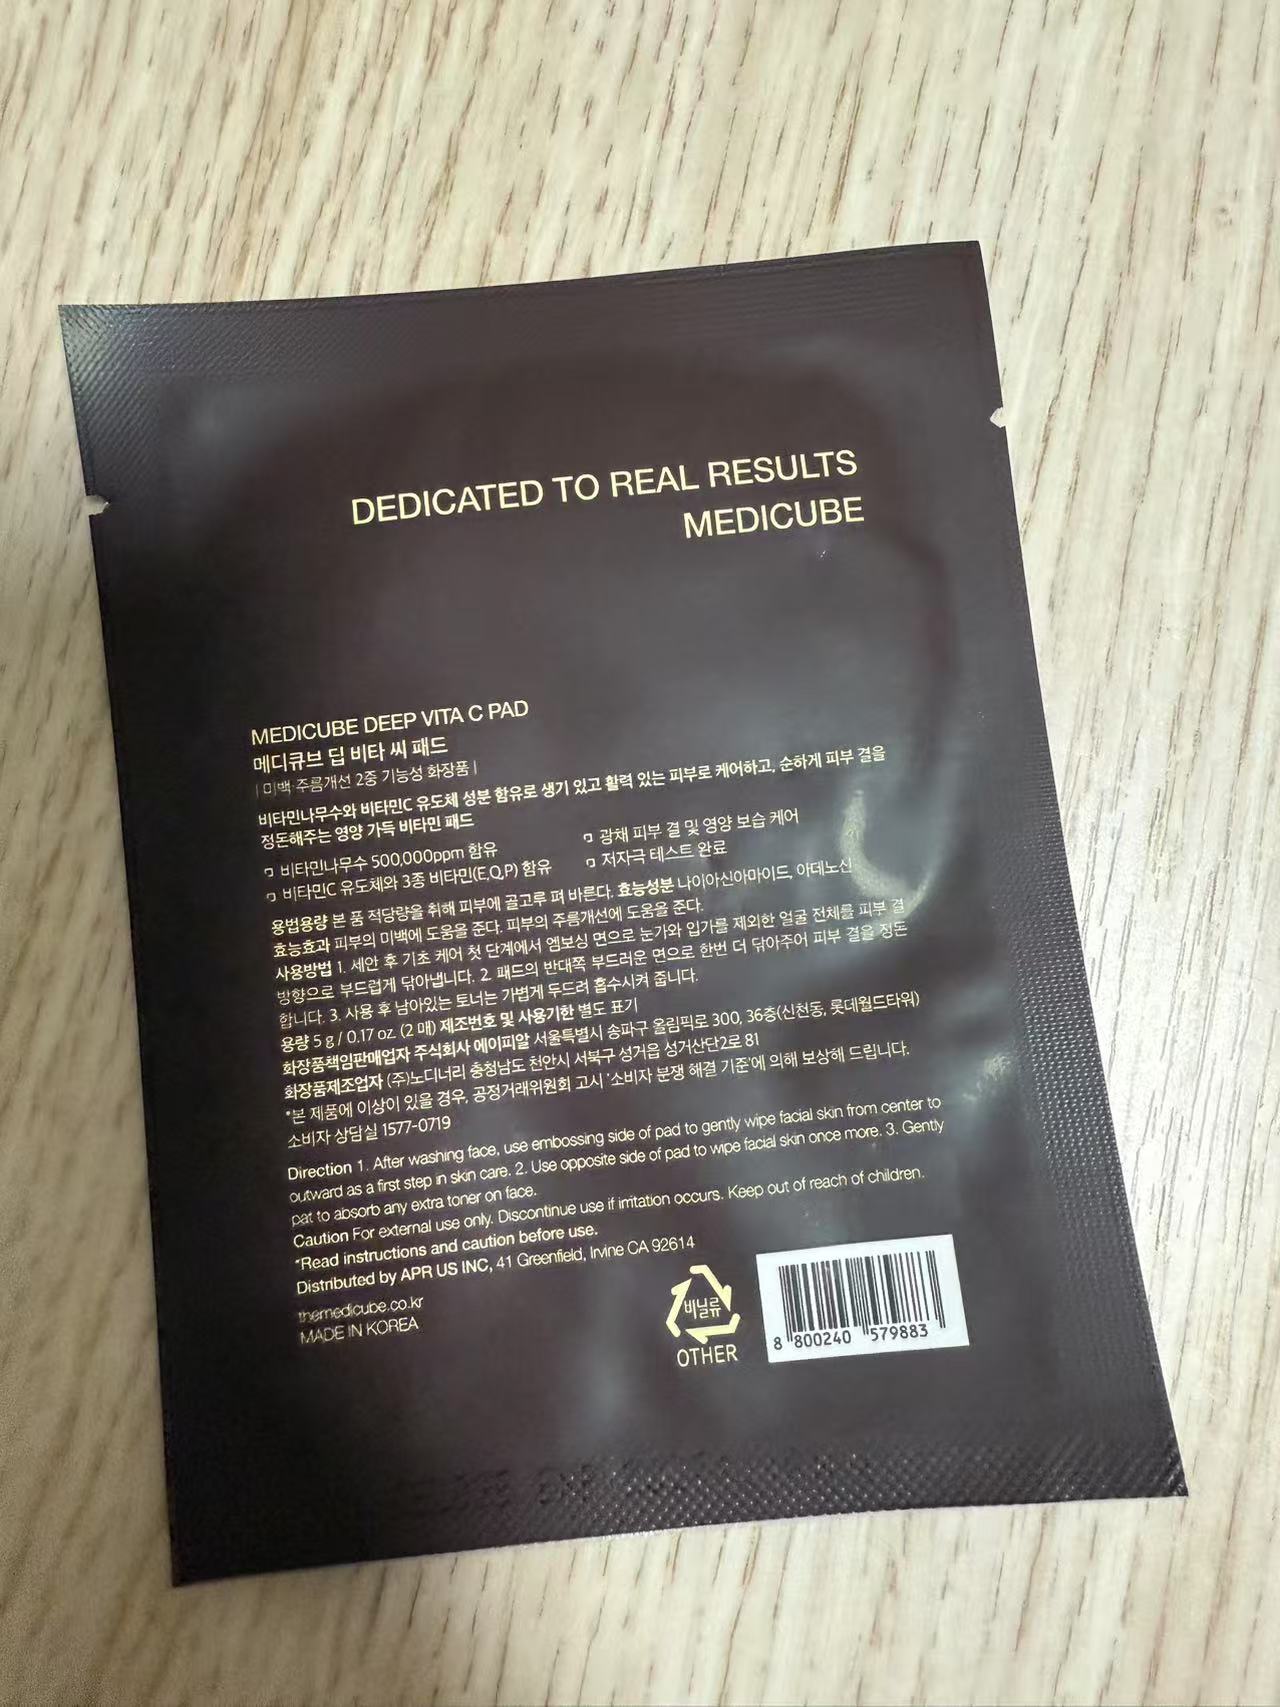 DEDICATED TO REAL RESULTS
MEDICUBE
MEDICUBE DEEP VITA C PAD
메디큐브 딥 비타 씨 패드
| 미백·주름개선 2중 기능성 화장품 |
비타민나무수와 비타민C 유도체 성분 함유로 생기 있고 활력 있는 피부로 케어하고, 순하게 피부 결을
정돈해주는 영양 가득 비타민 패드
비타민나무수 500,000ppm 함유
비타민C 유도체와 3종 비타민(E,Q,P) 함유
광채 피부 결 및 영양 보습 케어
저자극 테스트 완료
용법용량 본 품 적당량을 취해 피부에 골고루 펴 바른다. 효능성분 나이아신아마이드, 아데노신
효능효과 피부의 미백에 도움을 준다. 피부의 주름개선에 도움을 준다.
사용방법 1. 세안 후 기초 케어 첫 단계에서 엠보싱 면으로 눈가와 입가를 제외한 얼굴 전체를 피부 결
방향으로 부드럽게 닦아냅니다. 2. 패드의 반대쪽 부드러운 면으로 한번 더 닦아주어 피부 결을 정돈
합니다. 3. 사용 후 남아있는 토너는 가볍게 두드려 흡수시켜 줍니다.
용량 5 g / 0.17 oz. (2 매) 제조번호 및 사용기한 별도 표기
화장품책임판매업자 주식회사 에이피알 서울특별시 송파구 올림픽로 300, 36층(신천동, 롯데월드타워)
화장품제조업자 (주)노디너리 충청남도 천안시 서북구 성거읍 성거산단2로 81
*본 제품에 이상이 있을 경우, 공정거래위원회 고시 '소비자 분쟁 해결 기준'에 의해 보상해 드립니다.
소비자 상담실 1577-0719
Direction 1. After washing face, use embossing side of pad to gently wipe facial skin from center to
outward as a first step in skin care. 2. Use opposite side of pad to wipe facial skin once more. 3. Gently
pat to absorb any extra toner on face.
Caution For external use only. Discontinue use if irritation occurs. Keep out of reach of children.
*Read instructions and caution before use.
Distributed by APR US INC, 41 Greenfield, Irvine CA 92614
themedicube.co.kr
MADE IN KOREA
비닐류
OTHER
8 800240 579883